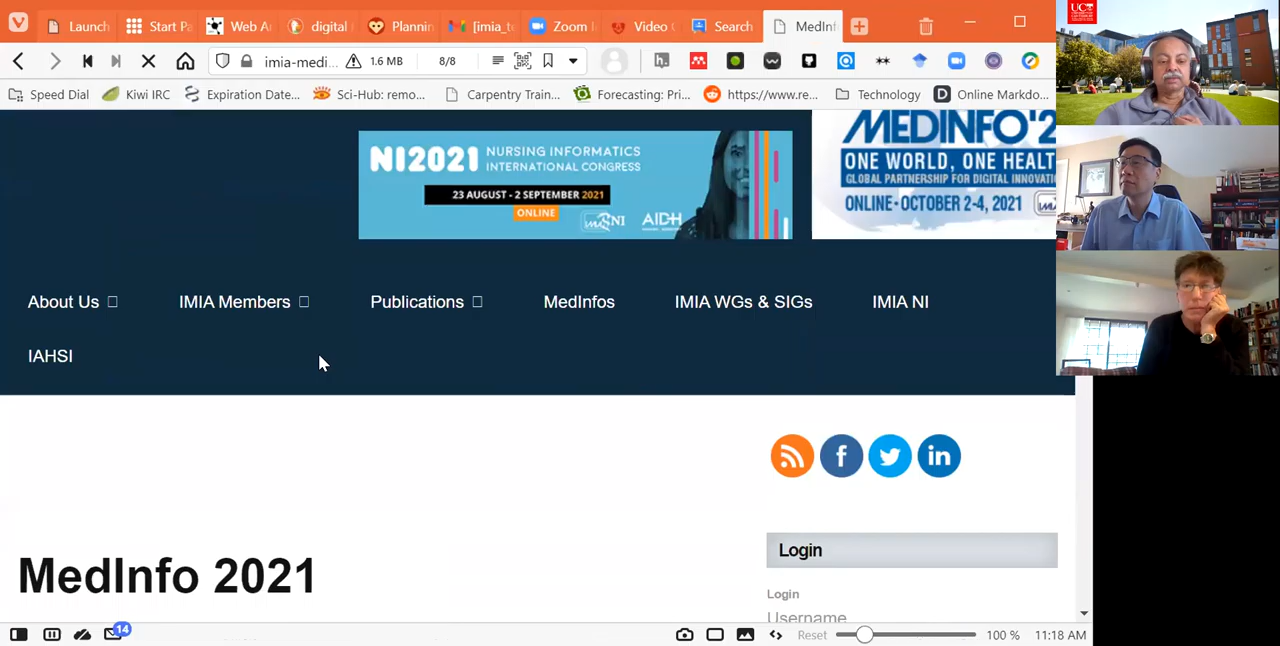 Launch
Start Pa
Web A
digital
Plannin
[imia_t
Zoom
Video
Search
MedInf
imia-medi...
1.6 MB
8/8
Speed Dial
Kiwi IRC
Expiration Date...
Sci-Hub: remo...
Carpentry Train...
Forecasting: Pri...
https://www.re...
Technology
Online Markdo...
UCT
NI2021 NURSING INFORMATICS
INTERNATIONAL CONGRESS
23 AUGUST - 2 SEPTEMBER 2021
ONLINE
NI
AIDH
MEDINFO'2
ONE WORLD, ONE HEALT
GLOBAL PARTNERSHIP FOR DIGITAL INNOVATIO
ONLINE • OCTOBER 2-4, 2021
About Us
IMIA Members
Publications
MedInfos
IMIA WGs & SIGs
IMIA NI
IAHSI
MedInfo 2021
in
Login
Login
Username
14
Reset
100 %
11:18 AM